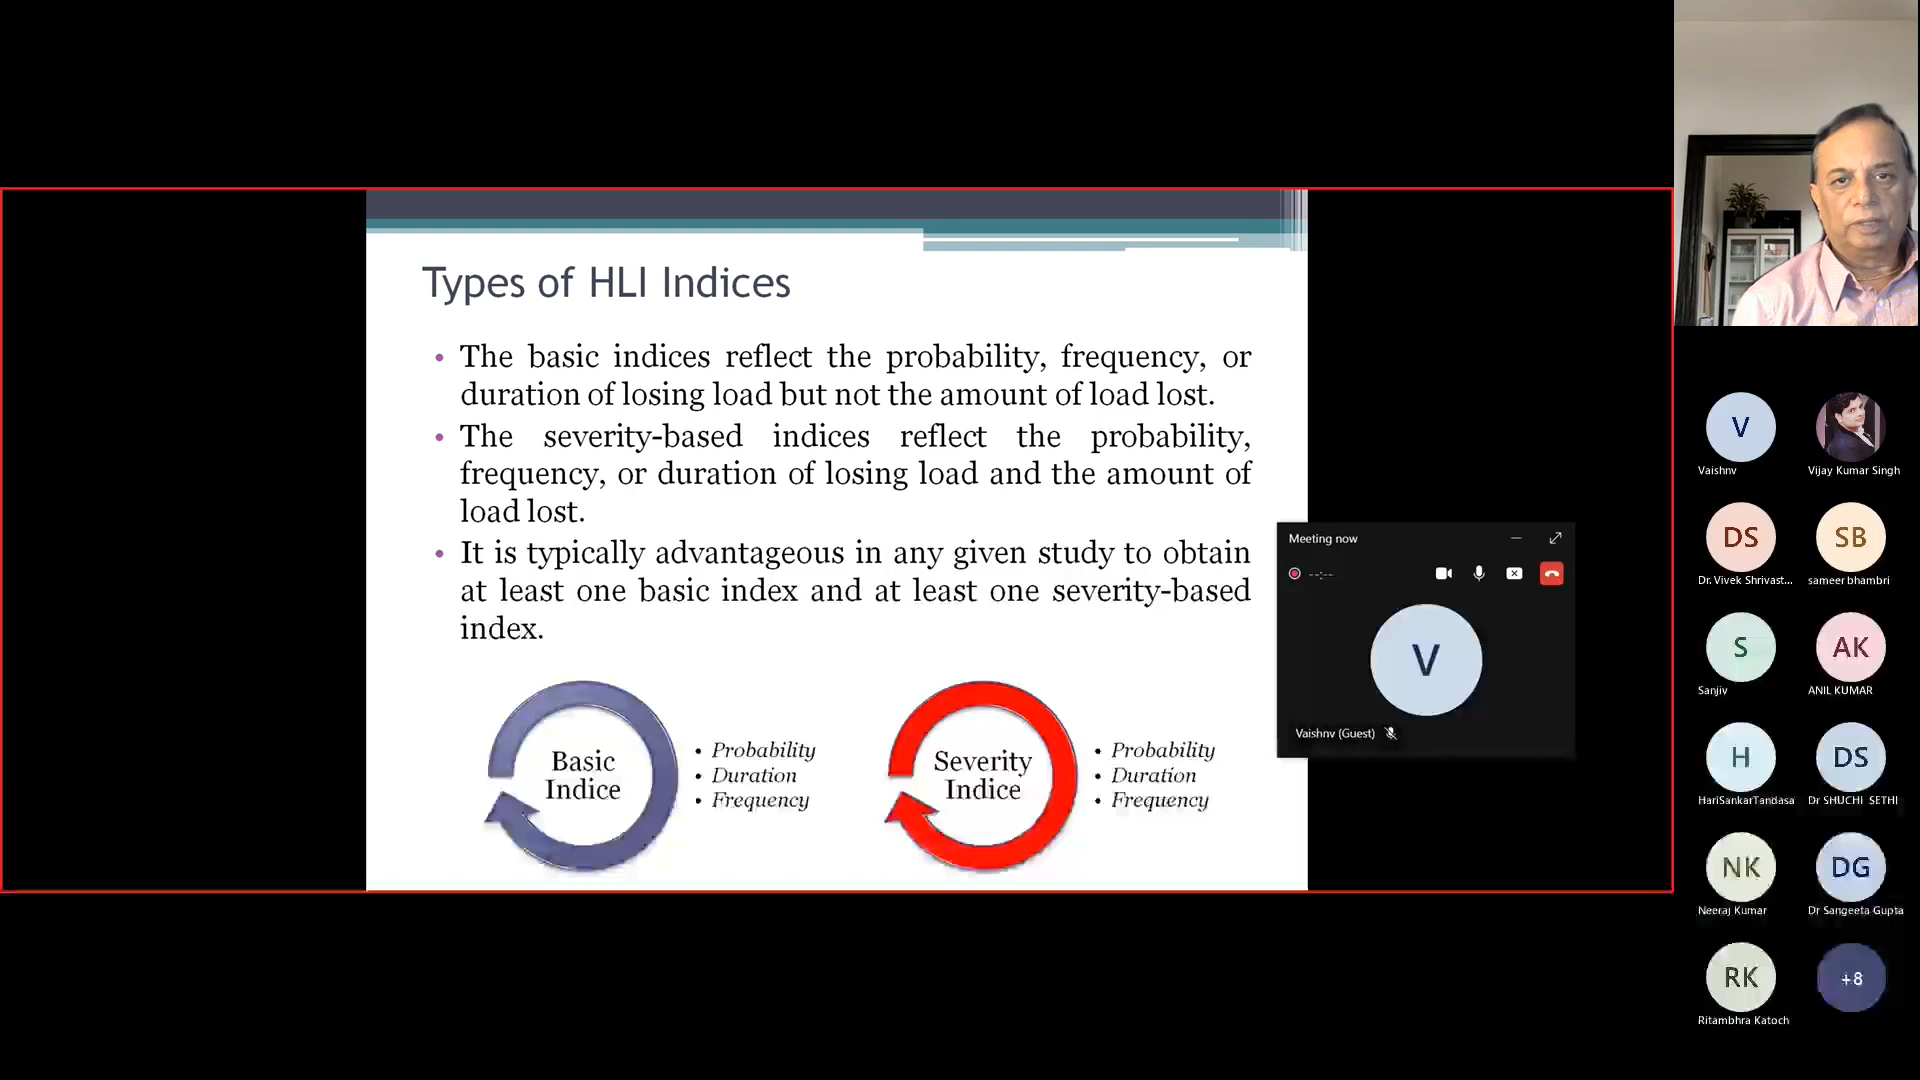 Types of HLI Indices
• The basic indices reflect the probability, frequency, or
duration of losing load but not the amount of load lost.
• The severity-based indices reflect the probability,
frequency, or duration of losing load and the amount of
load lost.
• It is typically advantageous in any given study to obtain
at least one basic index and at least one severity-based
index.
Basic
Indice
• Probability
• Duration
• Frequency
Severity
Indice
• Probability
• Duration
• Frequency
Meeting now
--:--
V
Vaishnv (Guest)
V
Vaishnv
Vijay Kumar Singh
DS
Dr. Vivek Shrivast...
SB
sameer bhambri
S
Sanjiv
AK
ANIL KUMAR
H
HariSankarTandasa
DS
Dr SHUCHI SETHI
NK
Neeraj Kumar
DG
Dr Sangeeta Gupta
RK
Ritambhra Katoch
+8